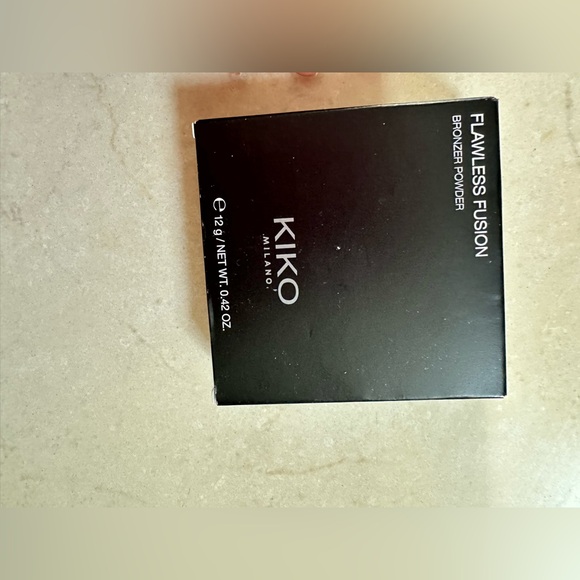 FLAWLESS FUSION
BRONZER POWDER
KIKO
MILANO
℮ 12 g / NET WT. 0.42 OZ.